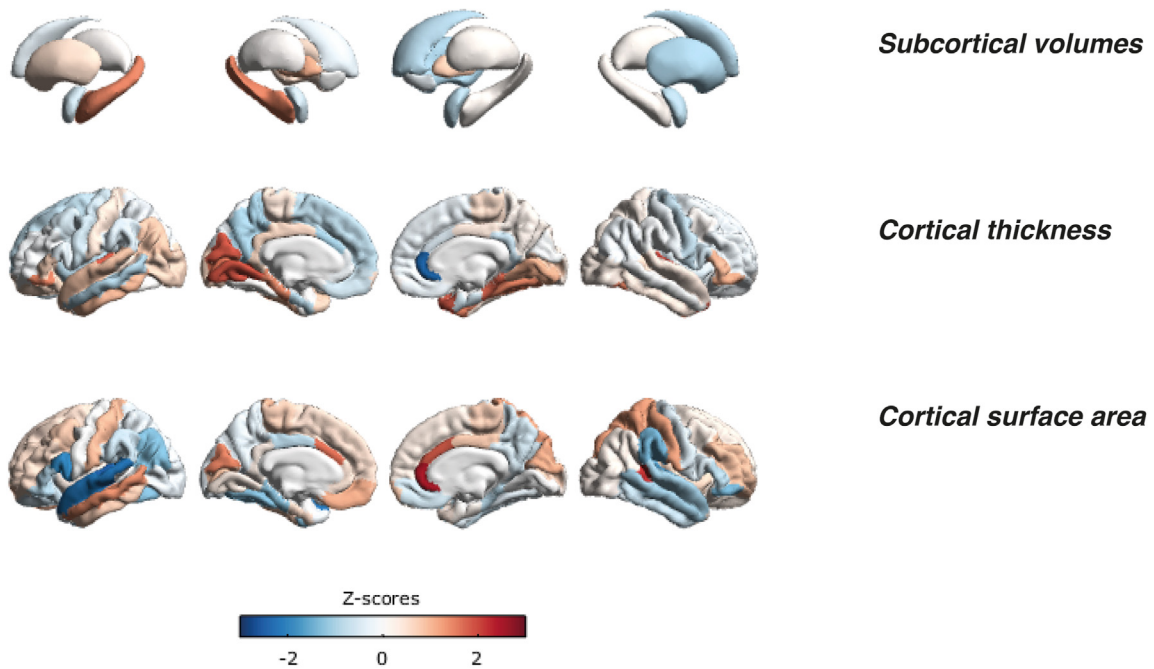 Subcortical volumes
Cortical thickness
Cortical surface area
Z-scores
-2 0 2